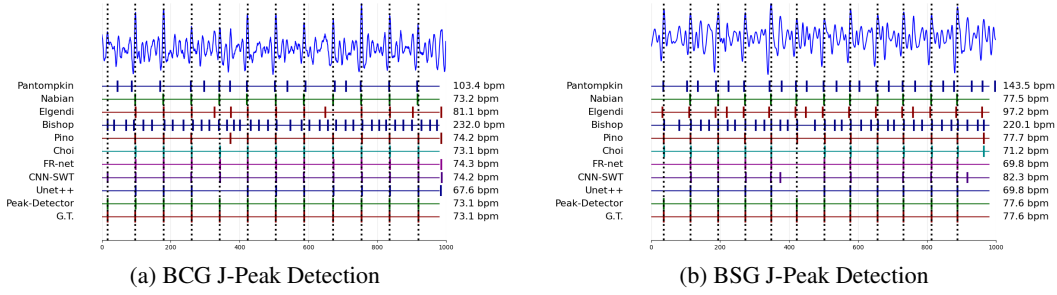 Pantompkin 103.4 bpm
Nabian 73.2 bpm
Elgendi 81.1 bpm
Bishop 232.0 bpm
Pino 74.2 bpm
Choi 73.1 bpm
FR-net 74.3 bpm
CNN-SWT 74.2 bpm
Unet++ 67.6 bpm
Peak-Detector 73.1 bpm
G.T. 73.1 bpm
0 200 400 600 800 1000
(a) BCG J-Peak Detection
Pantompkin 143.5 bpm
Nabian 77.5 bpm
Elgendi 97.2 bpm
Bishop 220.1 bpm
Pino 77.7 bpm
Choi 71.2 bpm
FR-net 69.8 bpm
CNN-SWT 82.3 bpm
Unet++ 69.8 bpm
Peak-Detector 77.6 bpm
G.T. 77.6 bpm
0 200 400 600 800 1000
(b) BSG J-Peak Detection